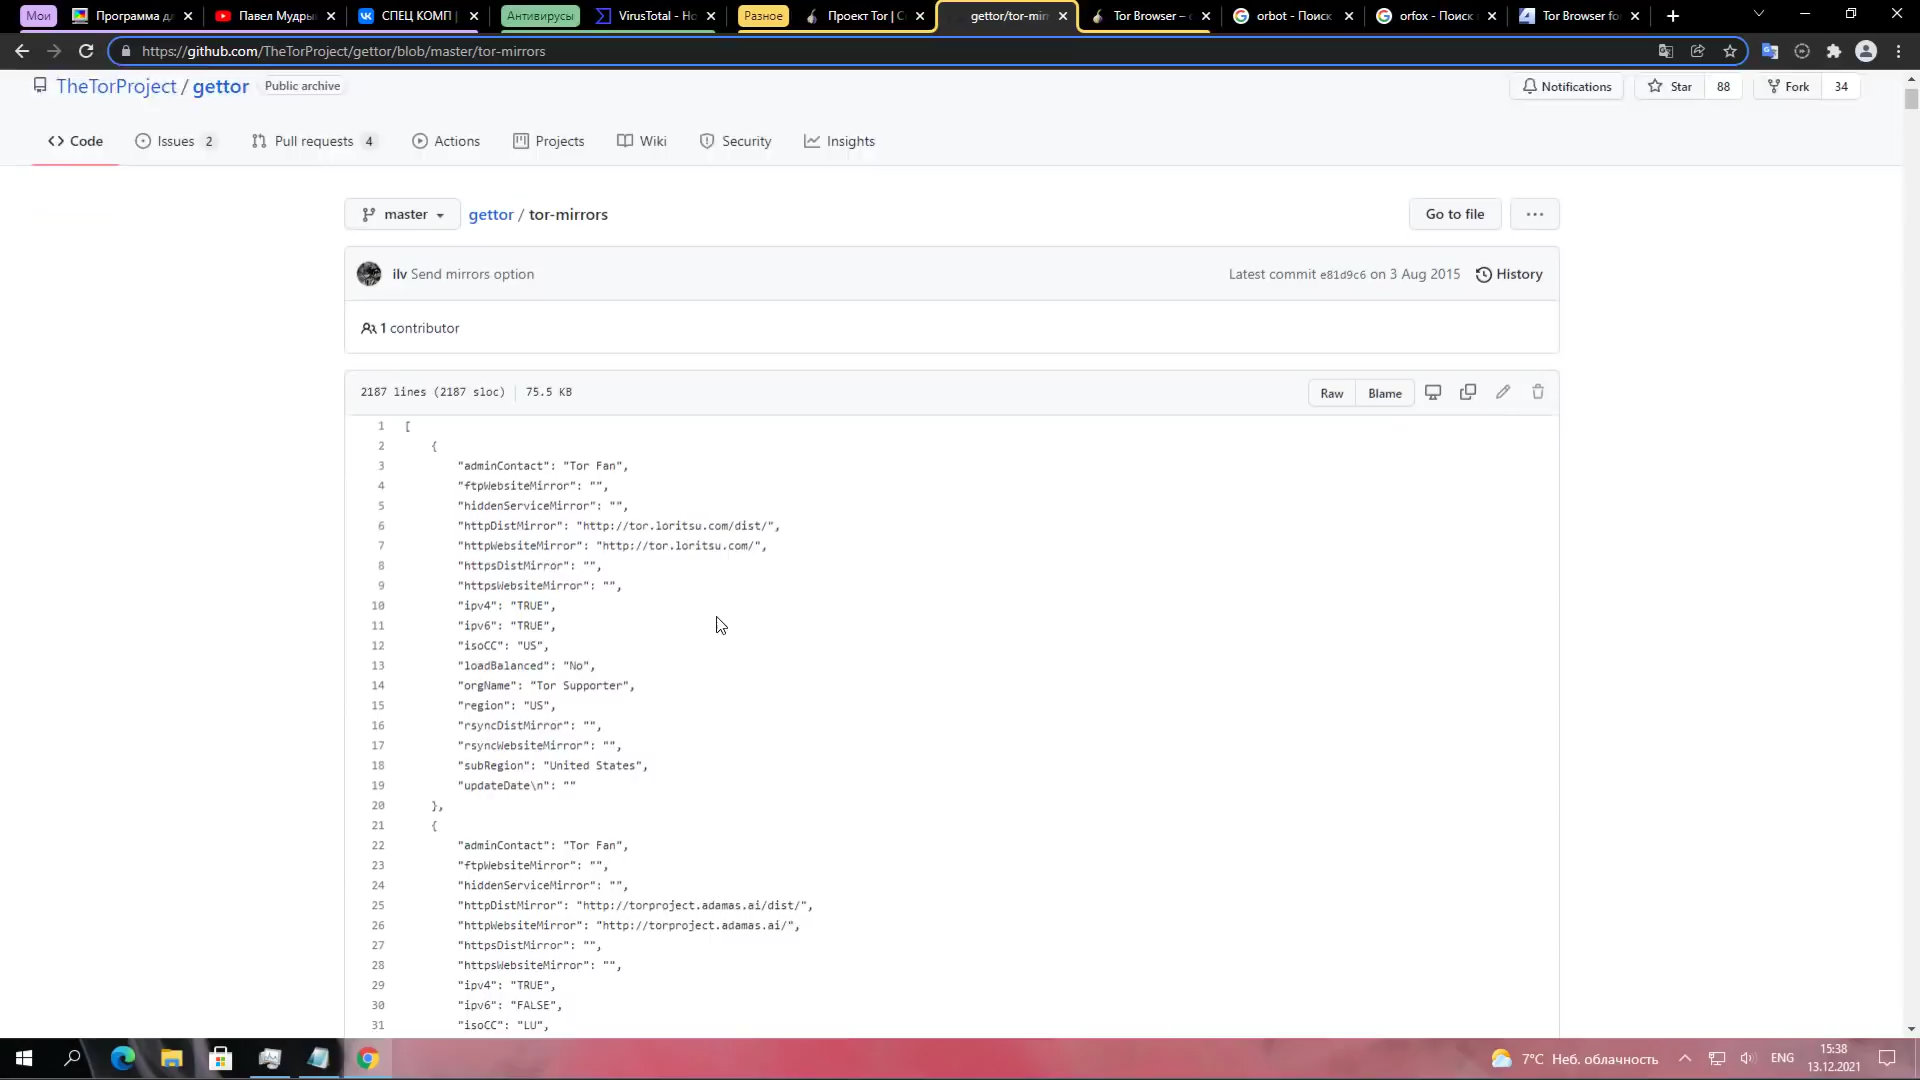 Мои
Программа дл
Павел Мудры
СПЕЦ КОМП |
Антивирусы
VirusTotal - Ho
Разное
Проект Tor | С
gettor/tor-mir
Tor Browser –
orbot - Поиск
orfox - Поиск
Tor Browser fo
https://github.com/TheTorProject/gettor/blob/master/tor-mirrors
TheTorProject / gettor Public archive
Notifications
Star 88
Fork 34
Code
Issues 2
Pull requests 4
Actions
Projects
Wiki
Security
Insights
master
gettor / tor-mirrors
Go to file
ilv Send mirrors option
Latest commit e81d9c6 on 3 Aug 2015
History
1 contributor
2187 lines (2187 sloc) 75.5 KB
Raw
Blame
1 [
2 {
3 "adminContact": "Tor Fan",
4 "ftpWebsiteMirror": "",
5 "hiddenServiceMirror": "",
6 "httpDistMirror": "http://tor.loritsu.com/dist/",
7 "httpWebsiteMirror": "http://tor.loritsu.com/",
8 "httpsDistMirror": "",
9 "httpsWebsiteMirror": "",
10 "ipv4": "TRUE",
11 "ipv6": "TRUE",
12 "isoCC": "US",
13 "loadBalanced": "No",
14 "orgName": "Tor Supporter",
15 "region": "US",
16 "rsyncDistMirror": "",
17 "rsyncWebsiteMirror": "",
18 "subRegion": "United States",
19 "updateDate\n": ""
20 },
21 {
22 "adminContact": "Tor Fan",
23 "ftpWebsiteMirror": "",
24 "hiddenServiceMirror": "",
25 "httpDistMirror": "http://torproject.adamas.ai/dist/",
26 "httpWebsiteMirror": "http://torproject.adamas.ai/",
27 "httpsDistMirror": "",
28 "httpsWebsiteMirror": "",
29 "ipv4": "TRUE",
30 "ipv6": "FALSE",
31 "isoCC": "LU",
7°C Неб. облачность
ENG
15:38
13.12.2021